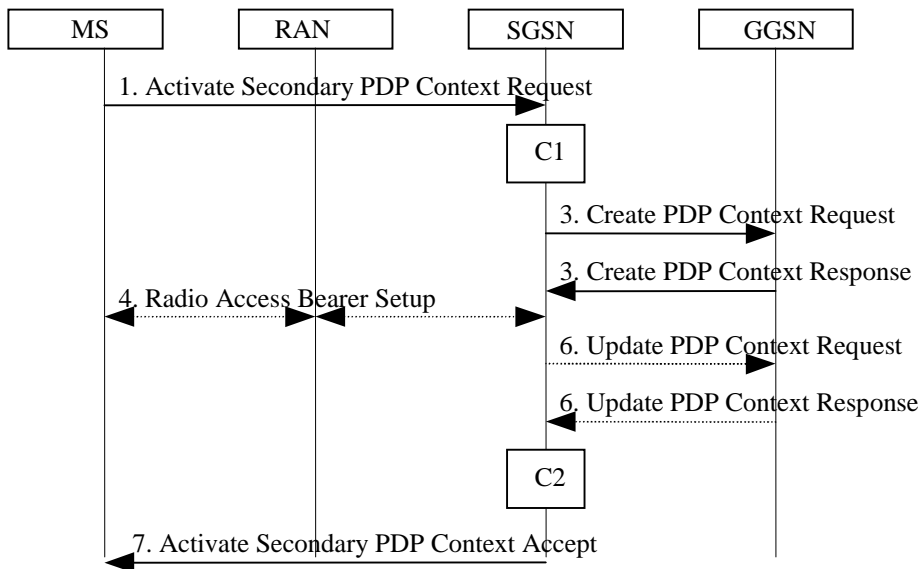 MS RAN SGSN GGSN
1. Activate Secondary PDP Context Request
C1
3. Create PDP Context Request
3. Create PDP Context Response
4. Radio Access Bearer Setup
6. Update PDP Context Request
6. Update PDP Context Response
C2
7. Activate Secondary PDP Context Accept